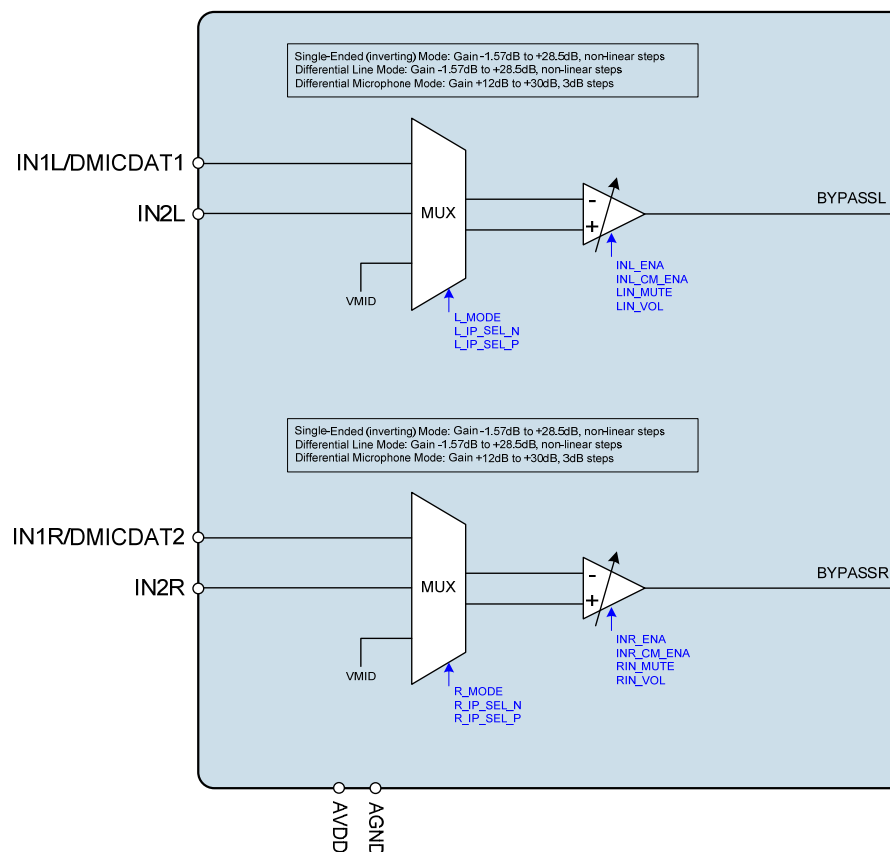 Single-Ended (inverting) Mode: Gain -1.57dB to +28.5dB, non-linear steps
Differential Line Mode: Gain -1.57dB to +28.5dB, non-linear steps
Differential Microphone Mode: Gain +12dB to +30dB, 3dB steps
IN1L/DMICDAT1
IN2L
MUX
-
+
BYPASSL
VMID
L_MODE
L_IP_SEL_N
L_IP_SEL_P
INL_ENA
INL_CM_ENA
LIN_MUTE
LIN_VOL
Single-Ended (inverting) Mode: Gain -1.57dB to +28.5dB, non-linear steps
Differential Line Mode: Gain -1.57dB to +28.5dB, non-linear steps
Differential Microphone Mode: Gain +12dB to +30dB, 3dB steps
IN1R/DMICDAT2
IN2R
MUX
-
+
BYPASSR
VMID
R_MODE
R_IP_SEL_N
R_IP_SEL_P
INR_ENA
INR_CM_ENA
RIN_MUTE
RIN_VOL
AVDD
AGND